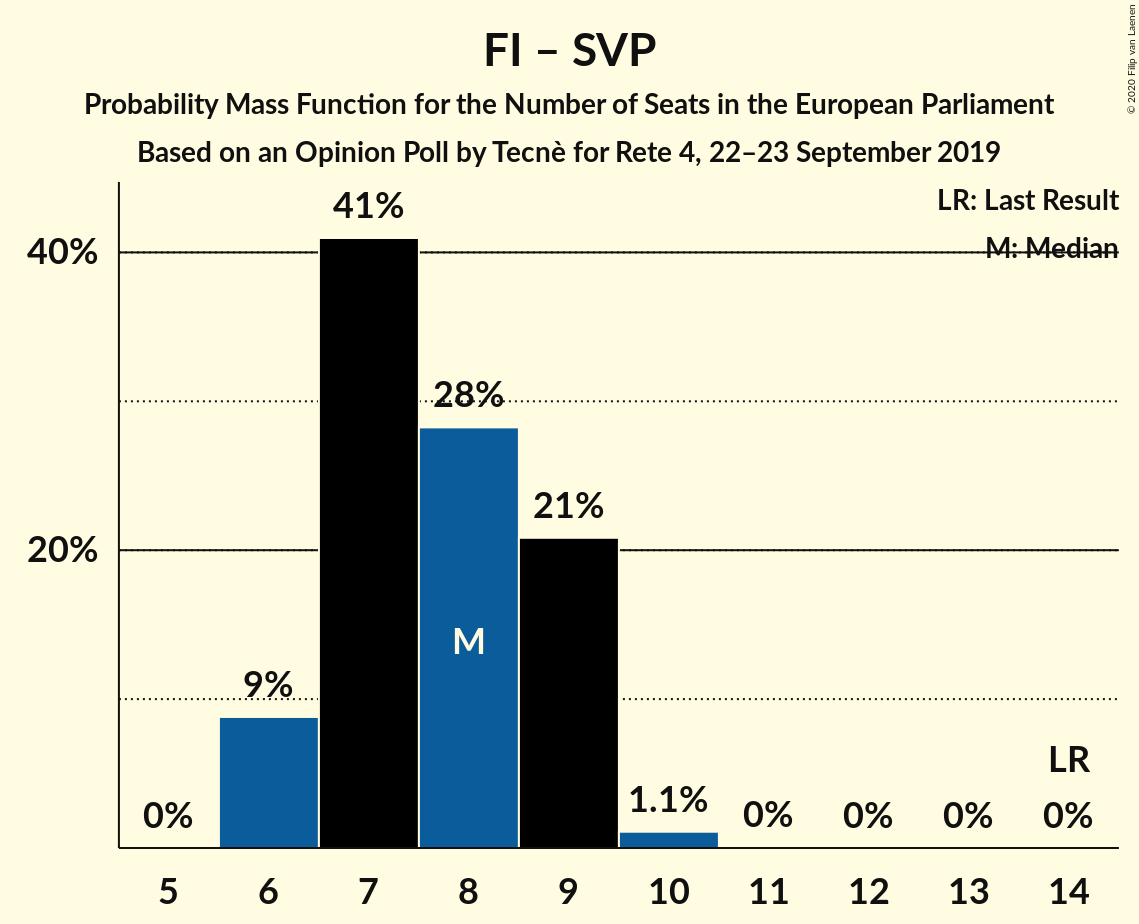 FI – SVP
Probability Mass Function for the Number of Seats in the European Parliament
Based on an Opinion Poll by Tecnè for Rete 4, 22–23 September 2019
© 2020 Filip van Laenen
LR: Last Result
M: Median
41%
40%
28%
21%
20%
M
9%
LR
0%
1.1%
0%
0%
0%
0%
5 6 7 8 9 10 11 12 13 14